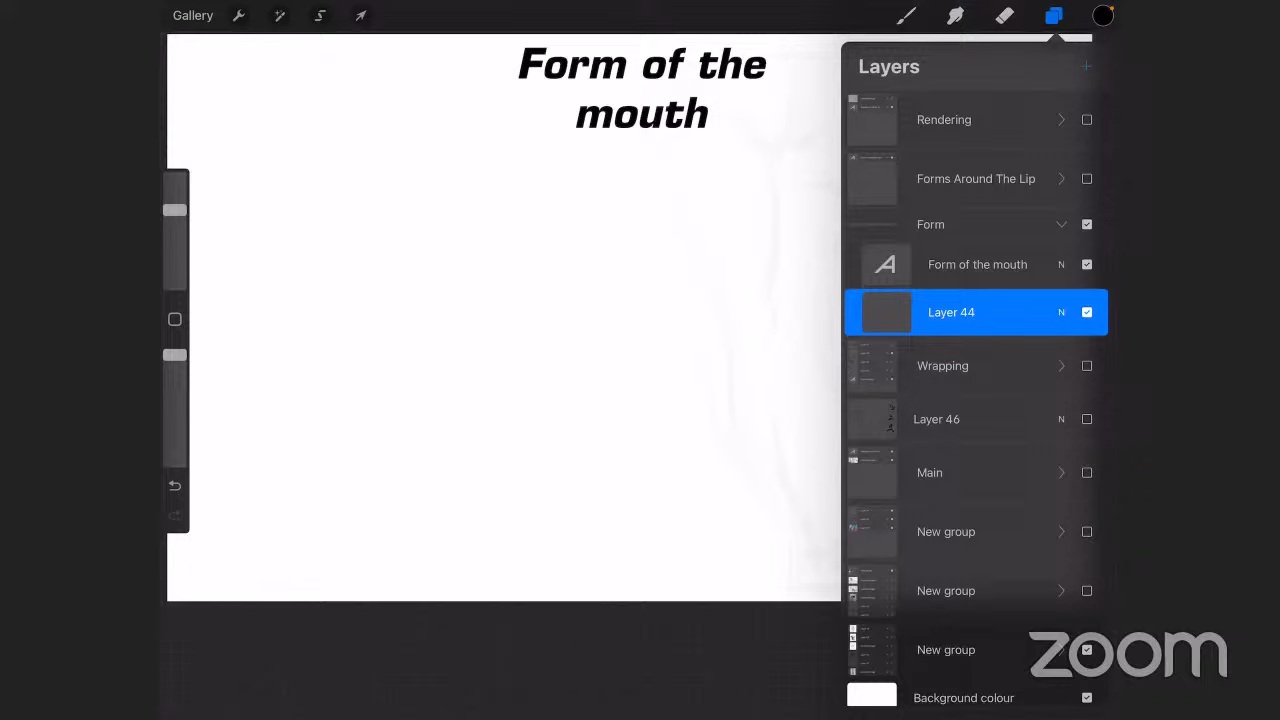 Gallery
Form of the
mouth
Layers
Rendering
Forms Around The Lip
Form
Form of the mouth N
Layer 44 N
Wrapping
Layer 46 N
Main
New group
New group
New group
Background colour
zoom